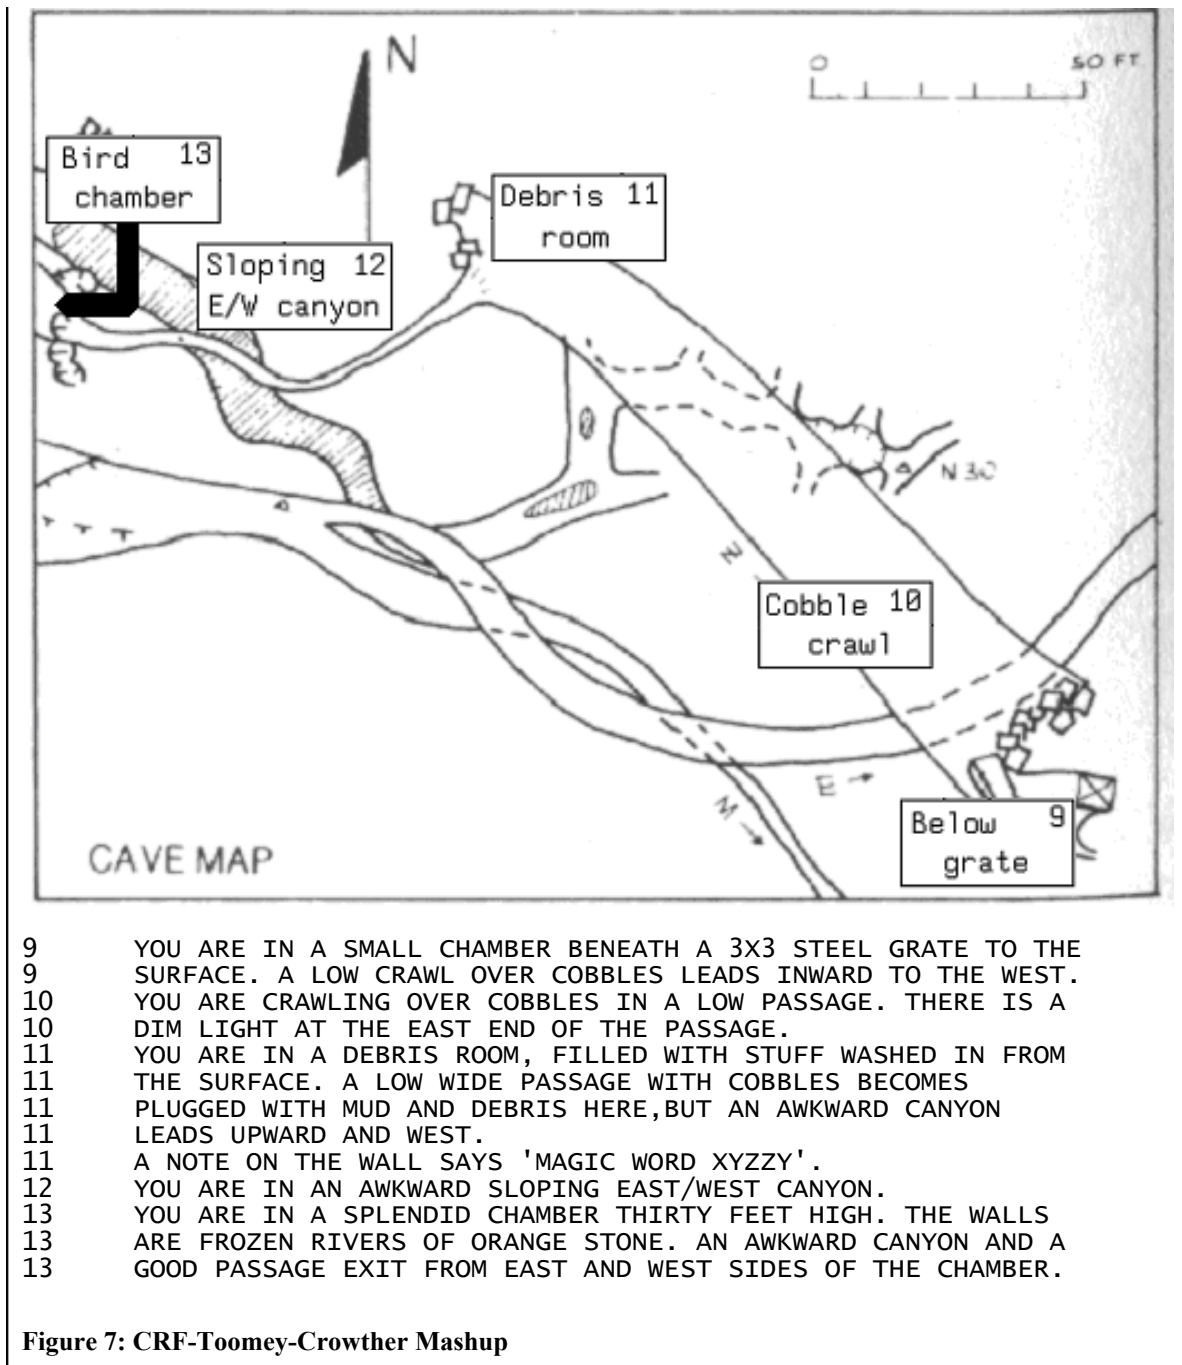 N
0 50 FT.
Bird 13
chamber
Debris 11
room
Sloping 12
E/W canyon
N30
N
Cobble 10
crawl
E
M
Below 9
grate
CAVE MAP
9 YOU ARE IN A SMALL CHAMBER BENEATH A 3X3 STEEL GRATE TO THE
9 SURFACE. A LOW CRAWL OVER COBBLES LEADS INWARD TO THE WEST.
10 YOU ARE CRAWLING OVER COBBLES IN A LOW PASSAGE. THERE IS A
10 DIM LIGHT AT THE EAST END OF THE PASSAGE.
11 YOU ARE IN A DEBRIS ROOM, FILLED WITH STUFF WASHED IN FROM
11 THE SURFACE. A LOW WIDE PASSAGE WITH COBBLES BECOMES
11 PLUGGED WITH MUD AND DEBRIS HERE,BUT AN AWKWARD CANYON
11 LEADS UPWARD AND WEST.
11 A NOTE ON THE WALL SAYS 'MAGIC WORD XYZZY'.
12 YOU ARE IN AN AWKWARD SLOPING EAST/WEST CANYON.
13 YOU ARE IN A SPLENDID CHAMBER THIRTY FEET HIGH. THE WALLS
13 ARE FROZEN RIVERS OF ORANGE STONE. AN AWKWARD CANYON AND A
13 GOOD PASSAGE EXIT FROM EAST AND WEST SIDES OF THE CHAMBER.
Figure 7: CRF-Toomey-Crowther Mashup